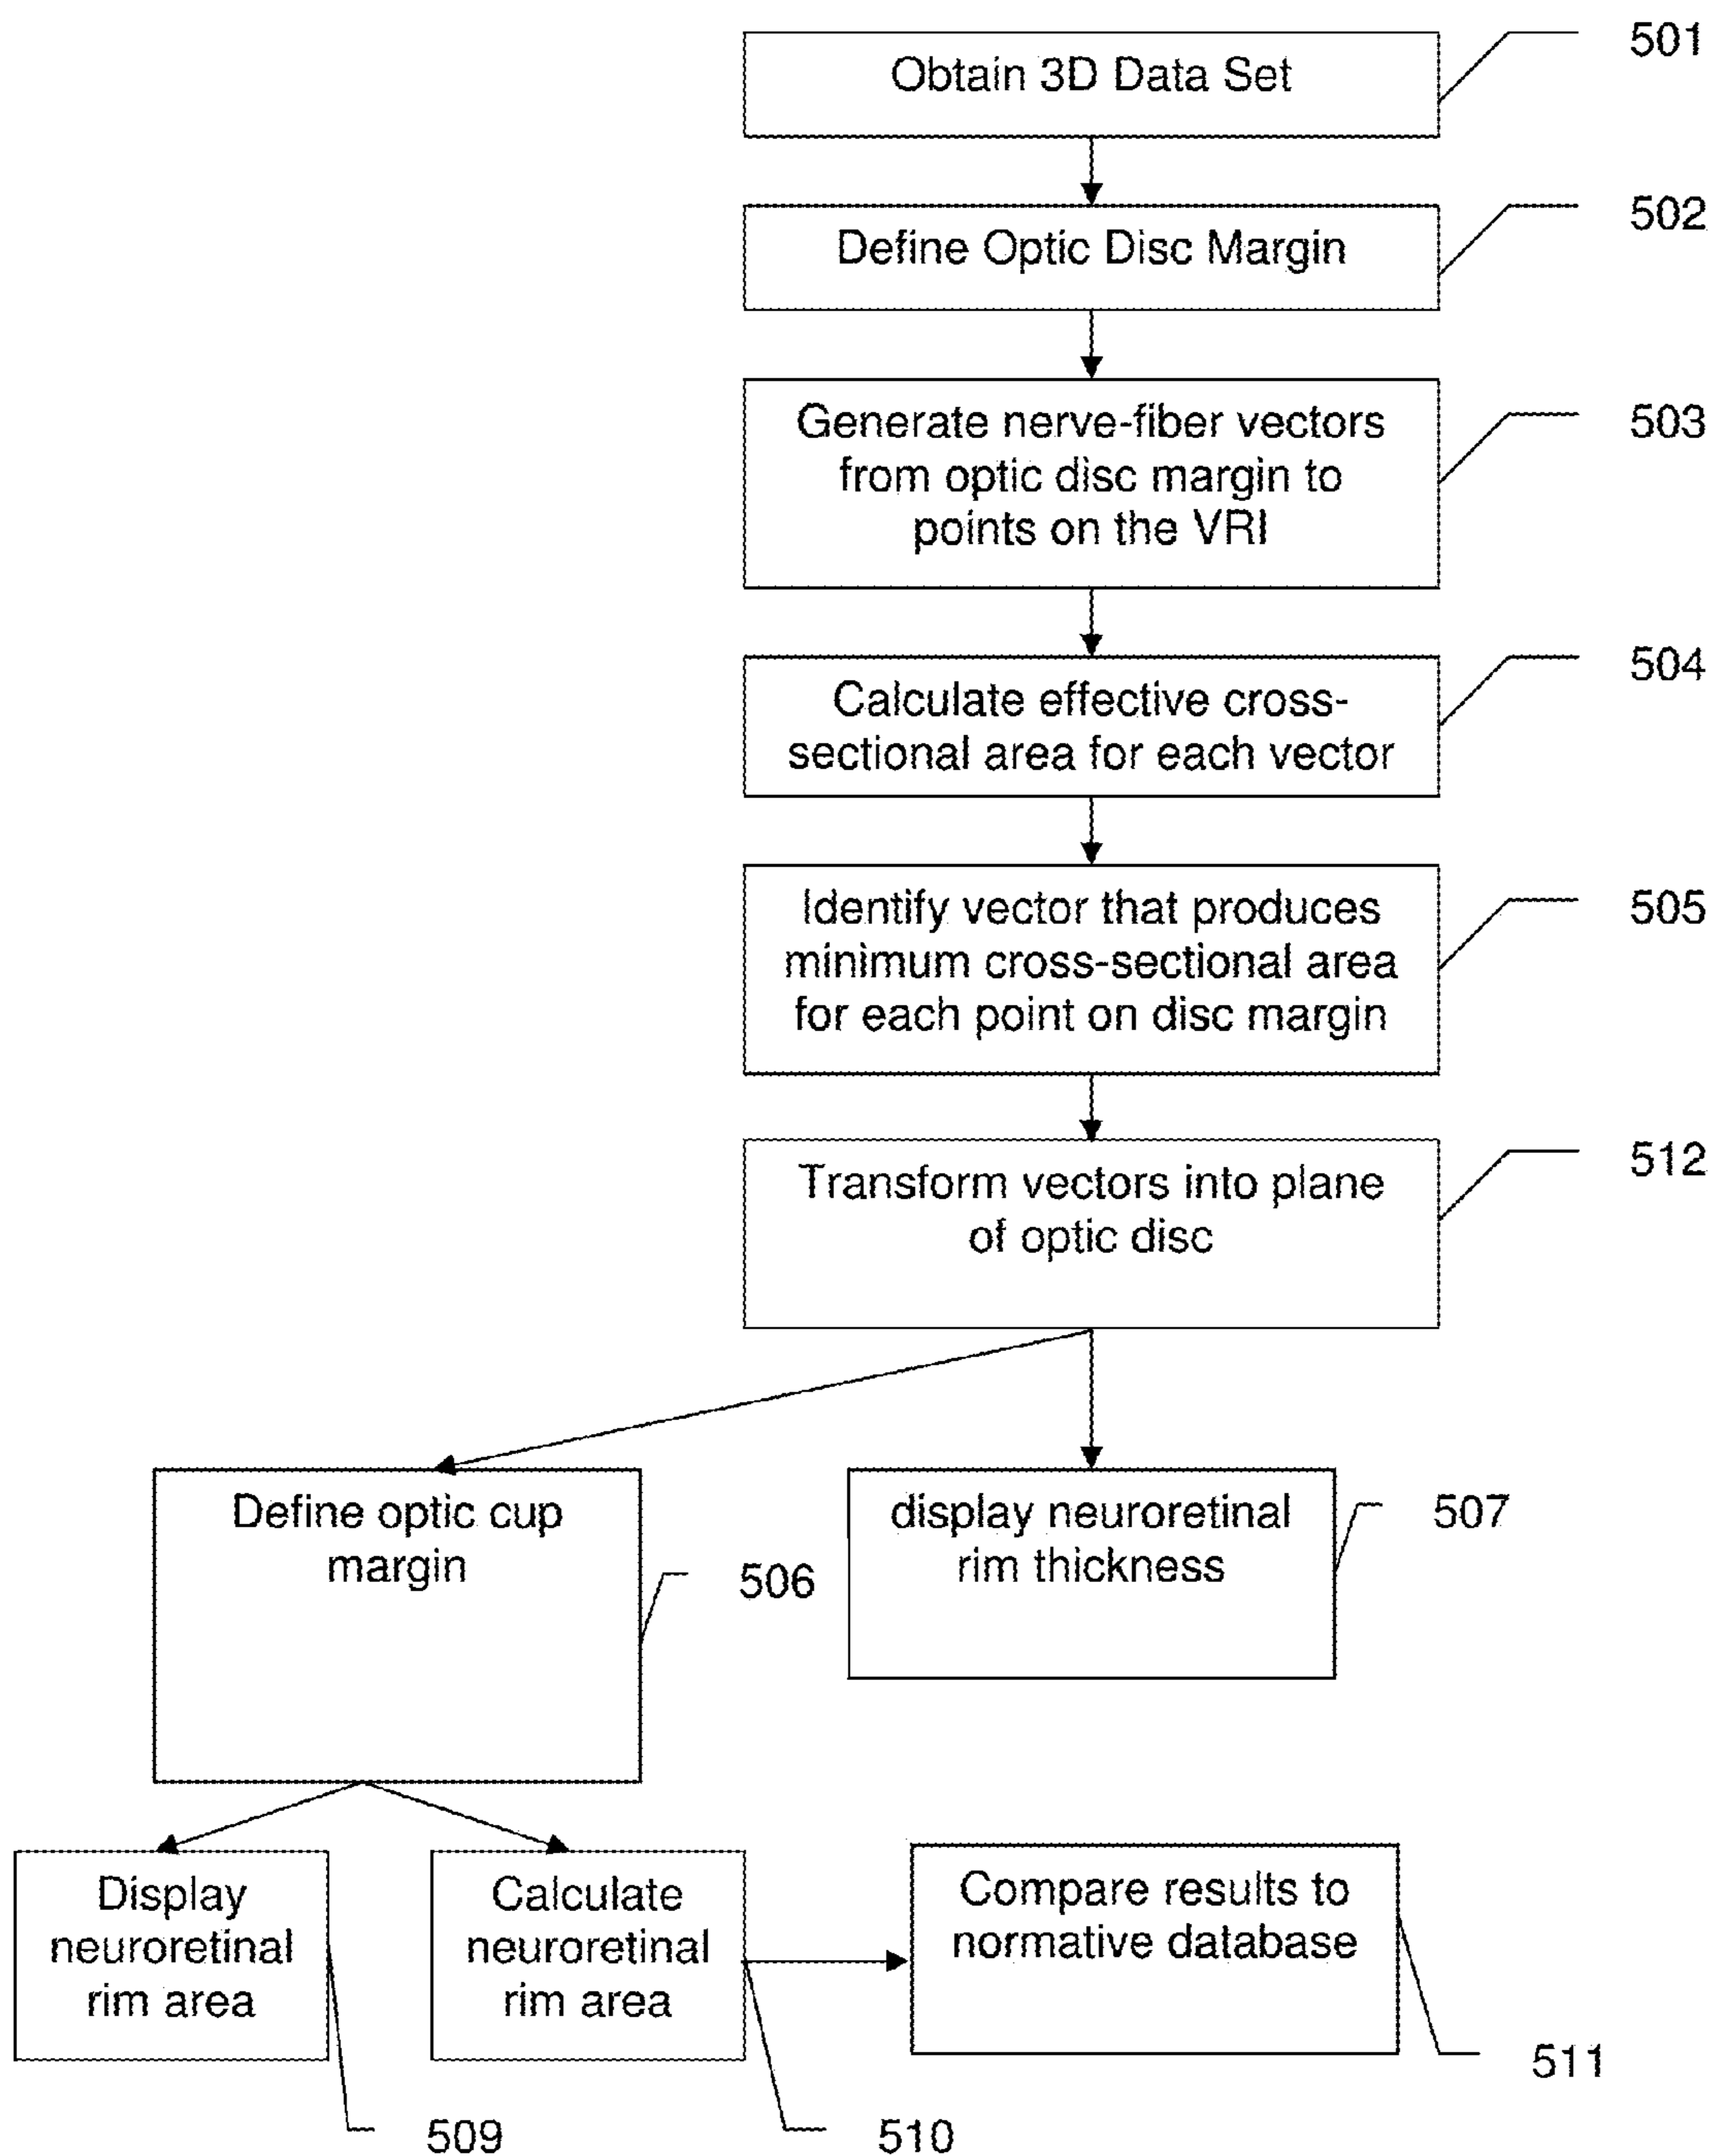 Obtain 3D Data Set
501
Define Optic Disc Margin
502
Generate nerve-fiber vectors
from optic disc margin to
points on the VRI
503
Calculate effective cross-
sectional area for each vector
504
Identify vector that produces
minimum cross-sectional area
for each point on disc margin
505
Transform vectors into plane
of optic disc
512
Define optic cup
margin
506
display neuroretinal
rim thickness
507
Display
neuroretinal
rim area
509
Calculate
neuroretinal
rim area
510
Compare results to
normative database
511